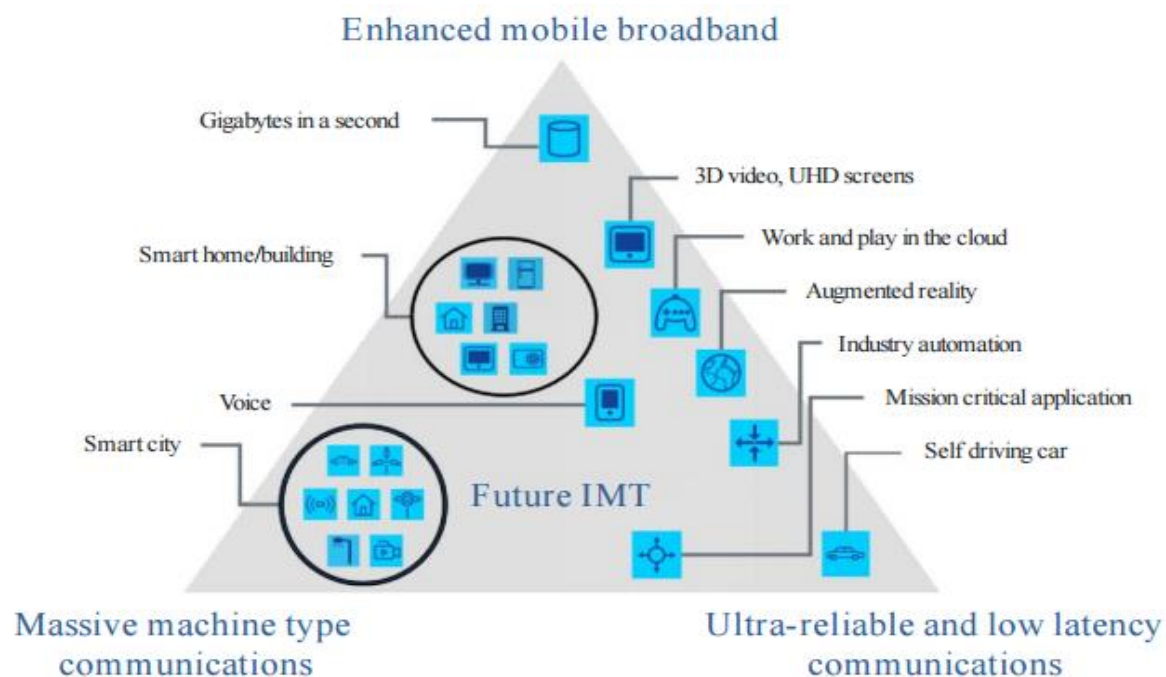 Enhanced mobile broadband
Gigabytes in a second
3D video, UHD screens
Smart home/building
Work and play in the cloud
Augmented reality
Industry automation
Voice
Mission critical application
Smart city
Self driving car
Future IMT
Massive machine type
communications
Ultra-reliable and low latency
communications